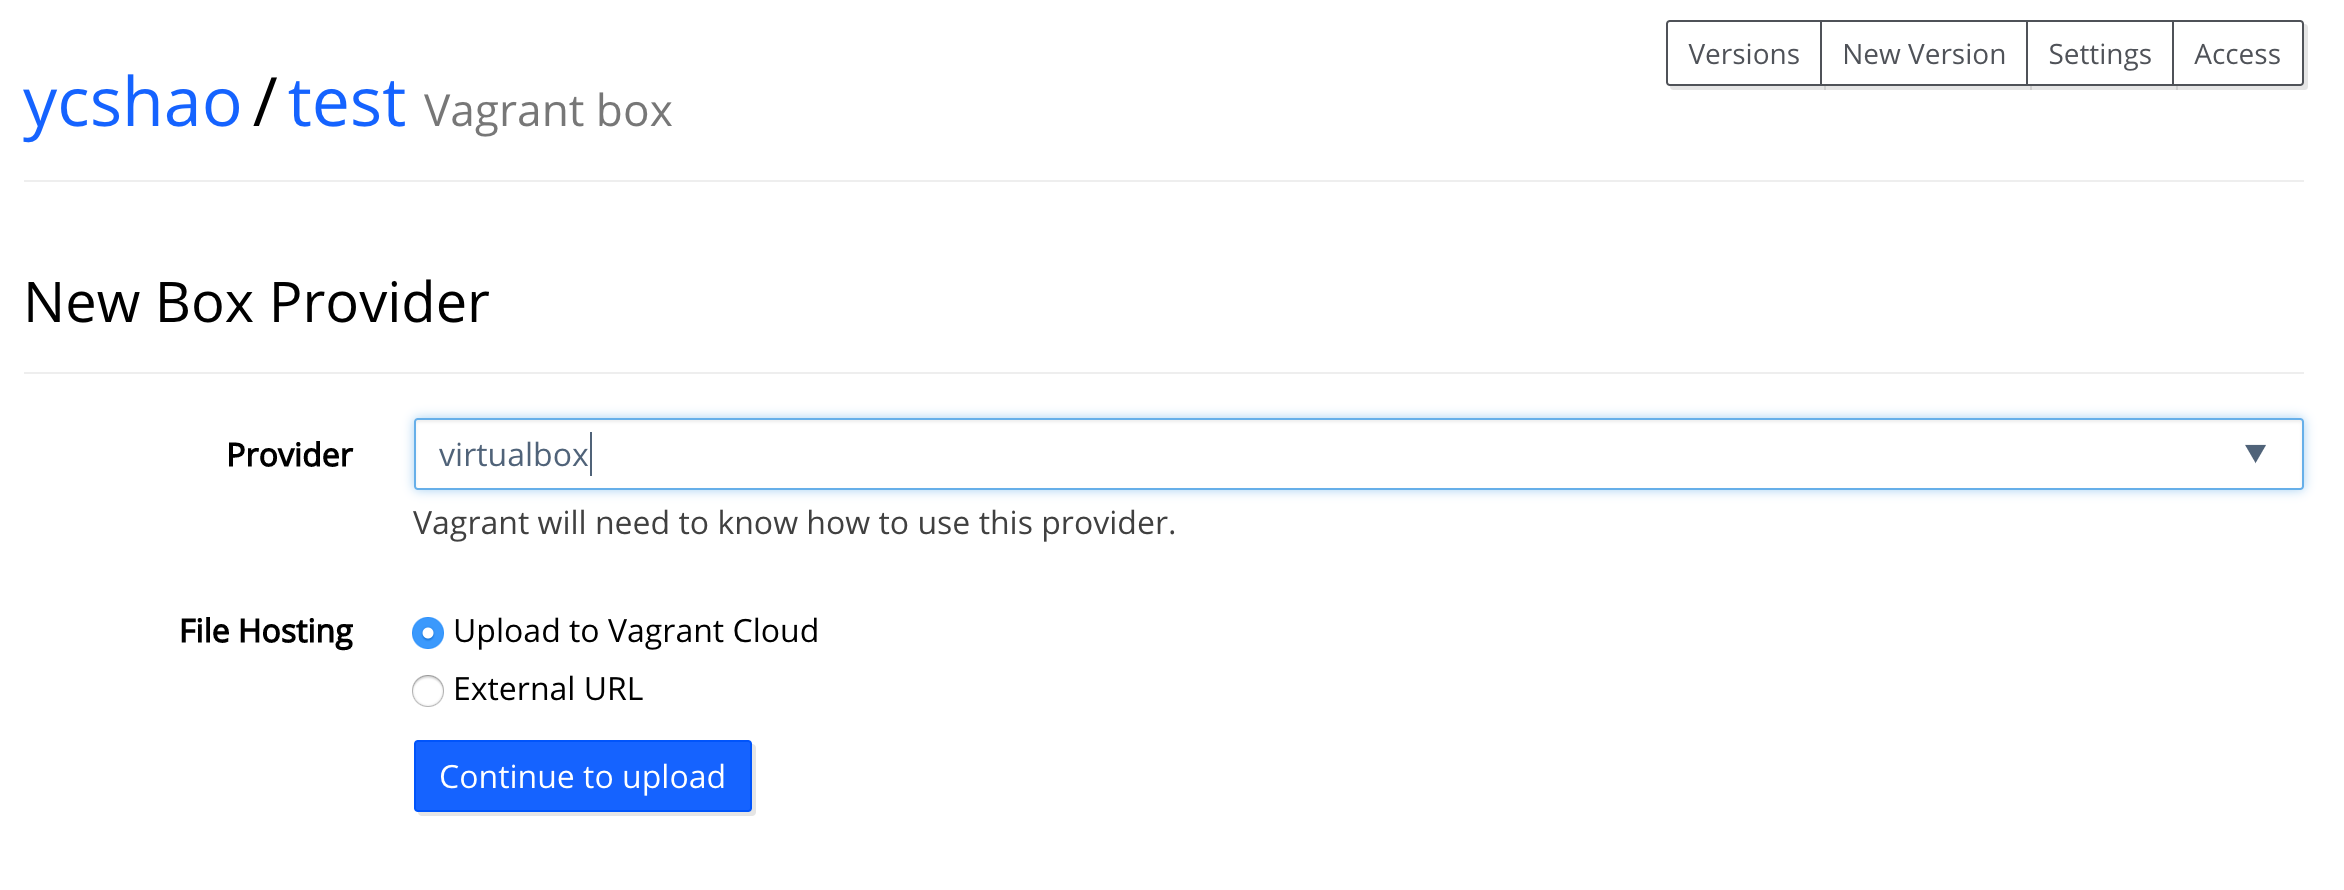 Versions New Version Settings Access
ycshao / test Vagrant box
New Box Provider
Provider virtualbox
Vagrant will need to know how to use this provider.
File Hosting Upload to Vagrant Cloud
External URL
Continue to upload